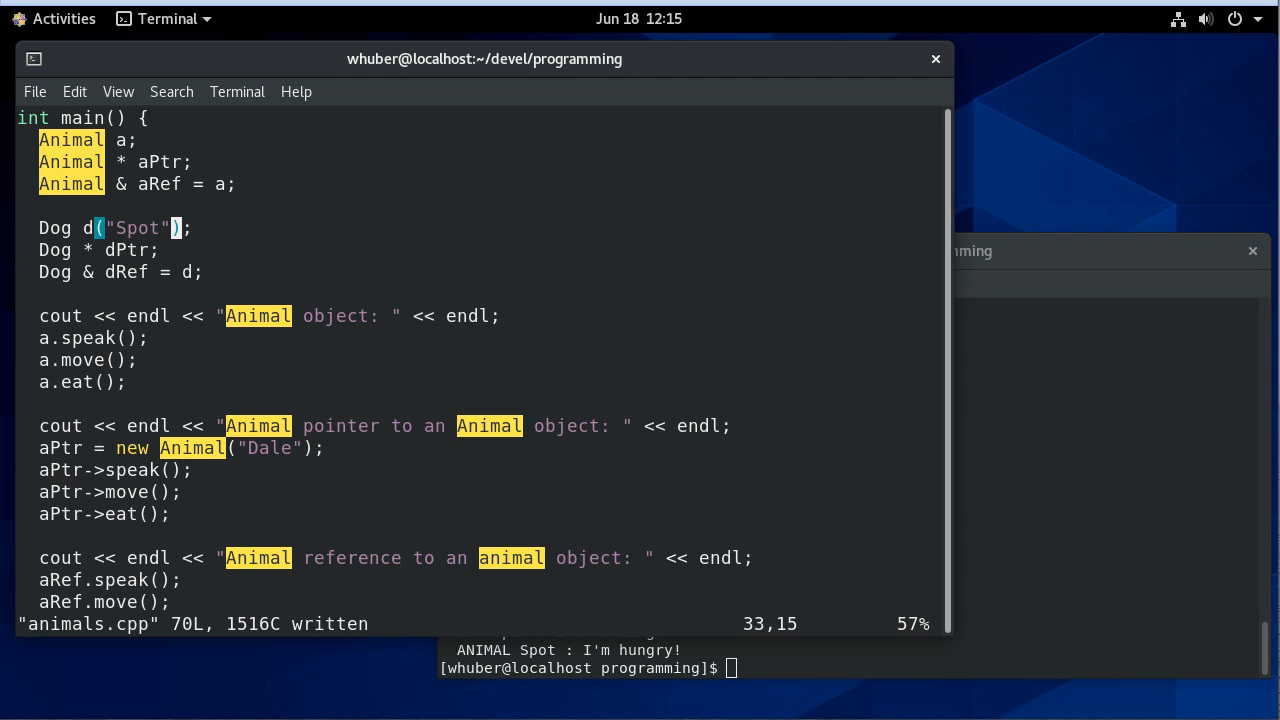 Activities Terminal Jun 18 12:15
whuber@localhost:~/devel/programming
File Edit View Search Terminal Help
int main() {
  Animal a;
  Animal * aPtr;
  Animal & aRef = a;
  Dog d("Spot");
  Dog * dPtr;
  Dog & dRef = d;
  cout << endl << "Animal object: " << endl;
  a.speak();
  a.move();
  a.eat();
  cout << endl << "Animal pointer to an Animal object: " << endl;
  aPtr = new Animal("Dale");
  aPtr->speak();
  aPtr->move();
  aPtr->eat();
  cout << endl << "Animal reference to an animal object: " << endl;
  aRef.speak();
  aRef.move();
"animals.cpp" 70L, 1516C written 33,15 57%
mming
ANIMAL Spot : I'm hungry!
[whuber@localhost programming]$